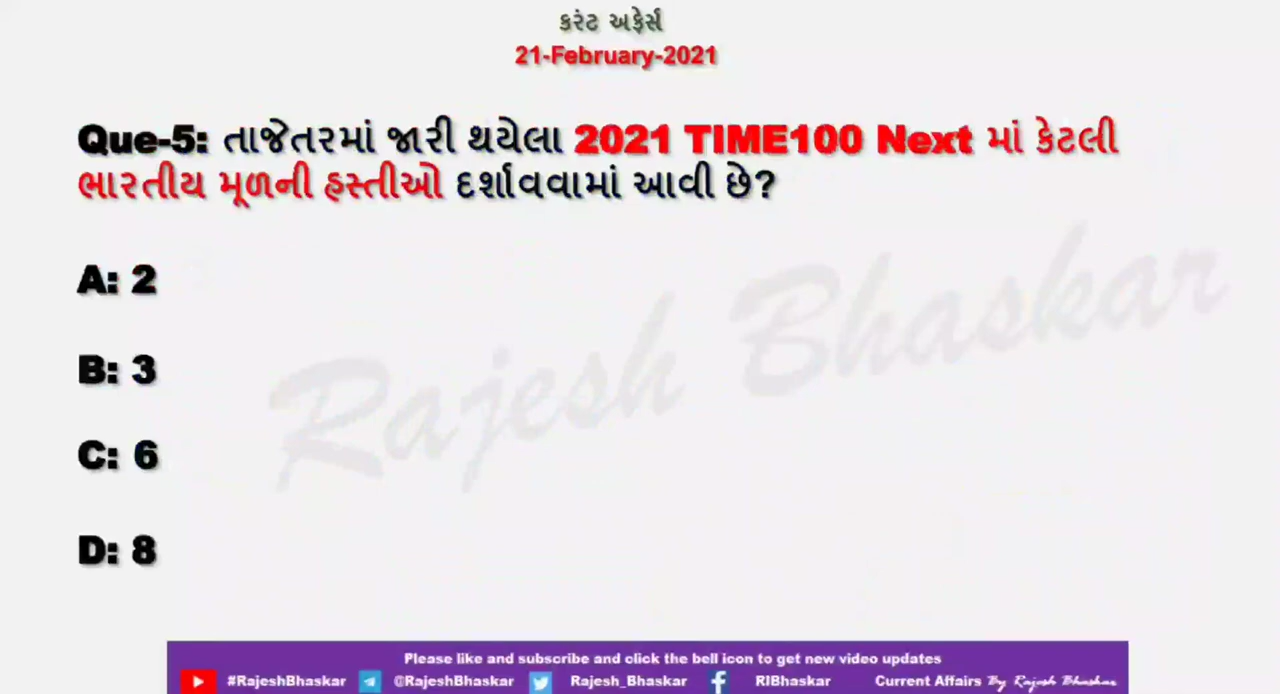 કરંટ અફેર્સ
21-February-2021
Que-5: તાજેતરમાં જારી થયેલા 2021 TIME100 Next માં કેટલી
ભારતીય મૂળની હસ્તીઓ દર્શાવવામાં આવી છે?
Rajesh Bhaskar
A: 2
B: 3
C: 6
D: 8
Please like and subscribe and click the bell icon to get new video updates
#RajeshBhaskar @RajeshBhaskar Rajesh_Bhaskar RIBhaskar Current Affairs By Rajesh Bhaskar